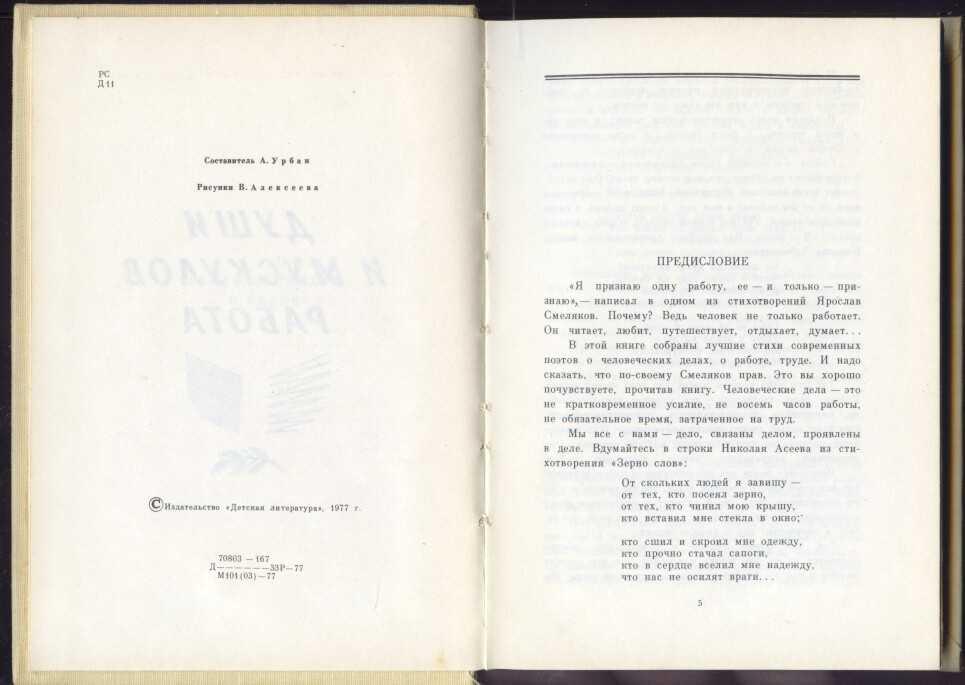 РС
Д 11
Составитель А. Урбан
Рисунки В. Алексеева
ДУШИ
И МУСКУЛОВ
РАБОТА
© Издательство «Детская литература», 1977 г.
70803 — 167
Д——————33Р—77
М101(03)—77
ПРЕДИСЛОВИЕ
«Я признаю одну работу, ее — и только — при-
знаю»,— написал в одном из стихотворений Ярослав
Смеляков. Почему? Ведь человек не только работает.
Он читает, любит, путешествует, отдыхает, думает...
В этой книге собраны лучшие стихи современных
поэтов о человеческих делах, о работе, труде. И надо
сказать, что по-своему Смеляков прав. Это вы хорошо
почувствуете, прочитав книгу. Человеческие дела — это
не кратковременное усилие, не восемь часов работы,
не обязательное время, затраченное на труд.
Мы все с вами — дело, связаны делом, проявлены
в деле. Вдумайтесь в строки Николая Асеева из сти-
хотворения «Зерно слов»:
От скольких людей я завишу —
от тех, кто посеял зерно,
от тех, кто чинил мою крышу,
кто вставил мне стекла в окно;
кто сшил и скроил мне одежду,
кто прочно стачал сапоги,
кто в сердце вселил мне надежду,
что нас не осилят враги...
5